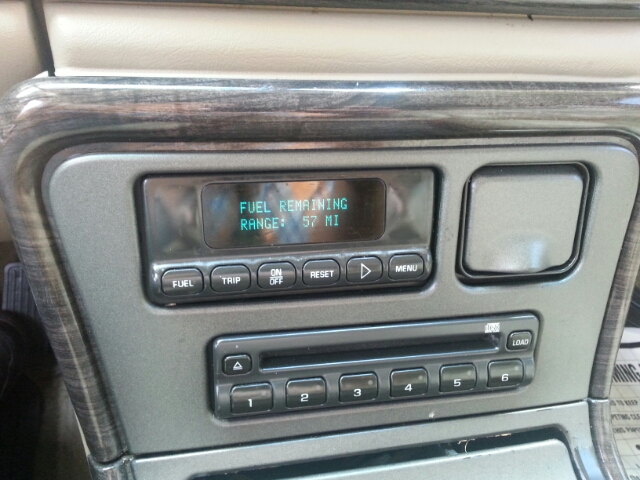 FUEL REMAINING
RANGE: 57 MI
FUEL TRIP ON/OFF RESET MENU
LOAD
1 2 3 4 5 6